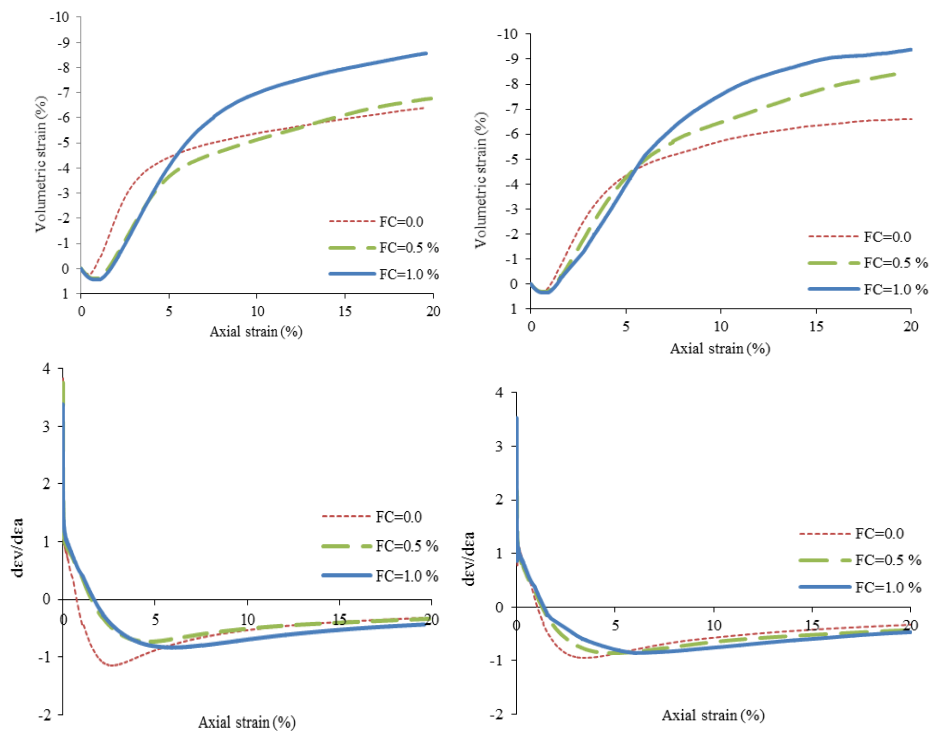 -10
-9
-8
-7
-6
-5
-4
-3
-2
-1
0
1
Volumetric strain (%)
FC=0.0
FC=0.5 %
FC=1.0 %
0 5 10 15 20
Axial strain (%)
-10
-9
-8
-7
-6
-5
-4
-3
-2
-1
0
1
Volumetric strain (%)
FC=0.0
FC=0.5 %
FC=1.0 %
0 5 10 15 20
Axial strain (%)
4
3
2
1
0
-1
-2
dεv/dεa
FC=0.0
FC=0.5 %
FC=1.0 %
0 5 10 15 20
Axial strain (%)
4
3
2
1
0
-1
-2
dεv/dεa
FC=0.0
FC=0.5 %
FC=1.0 %
0 5 10 15 20
Axial strain (%)